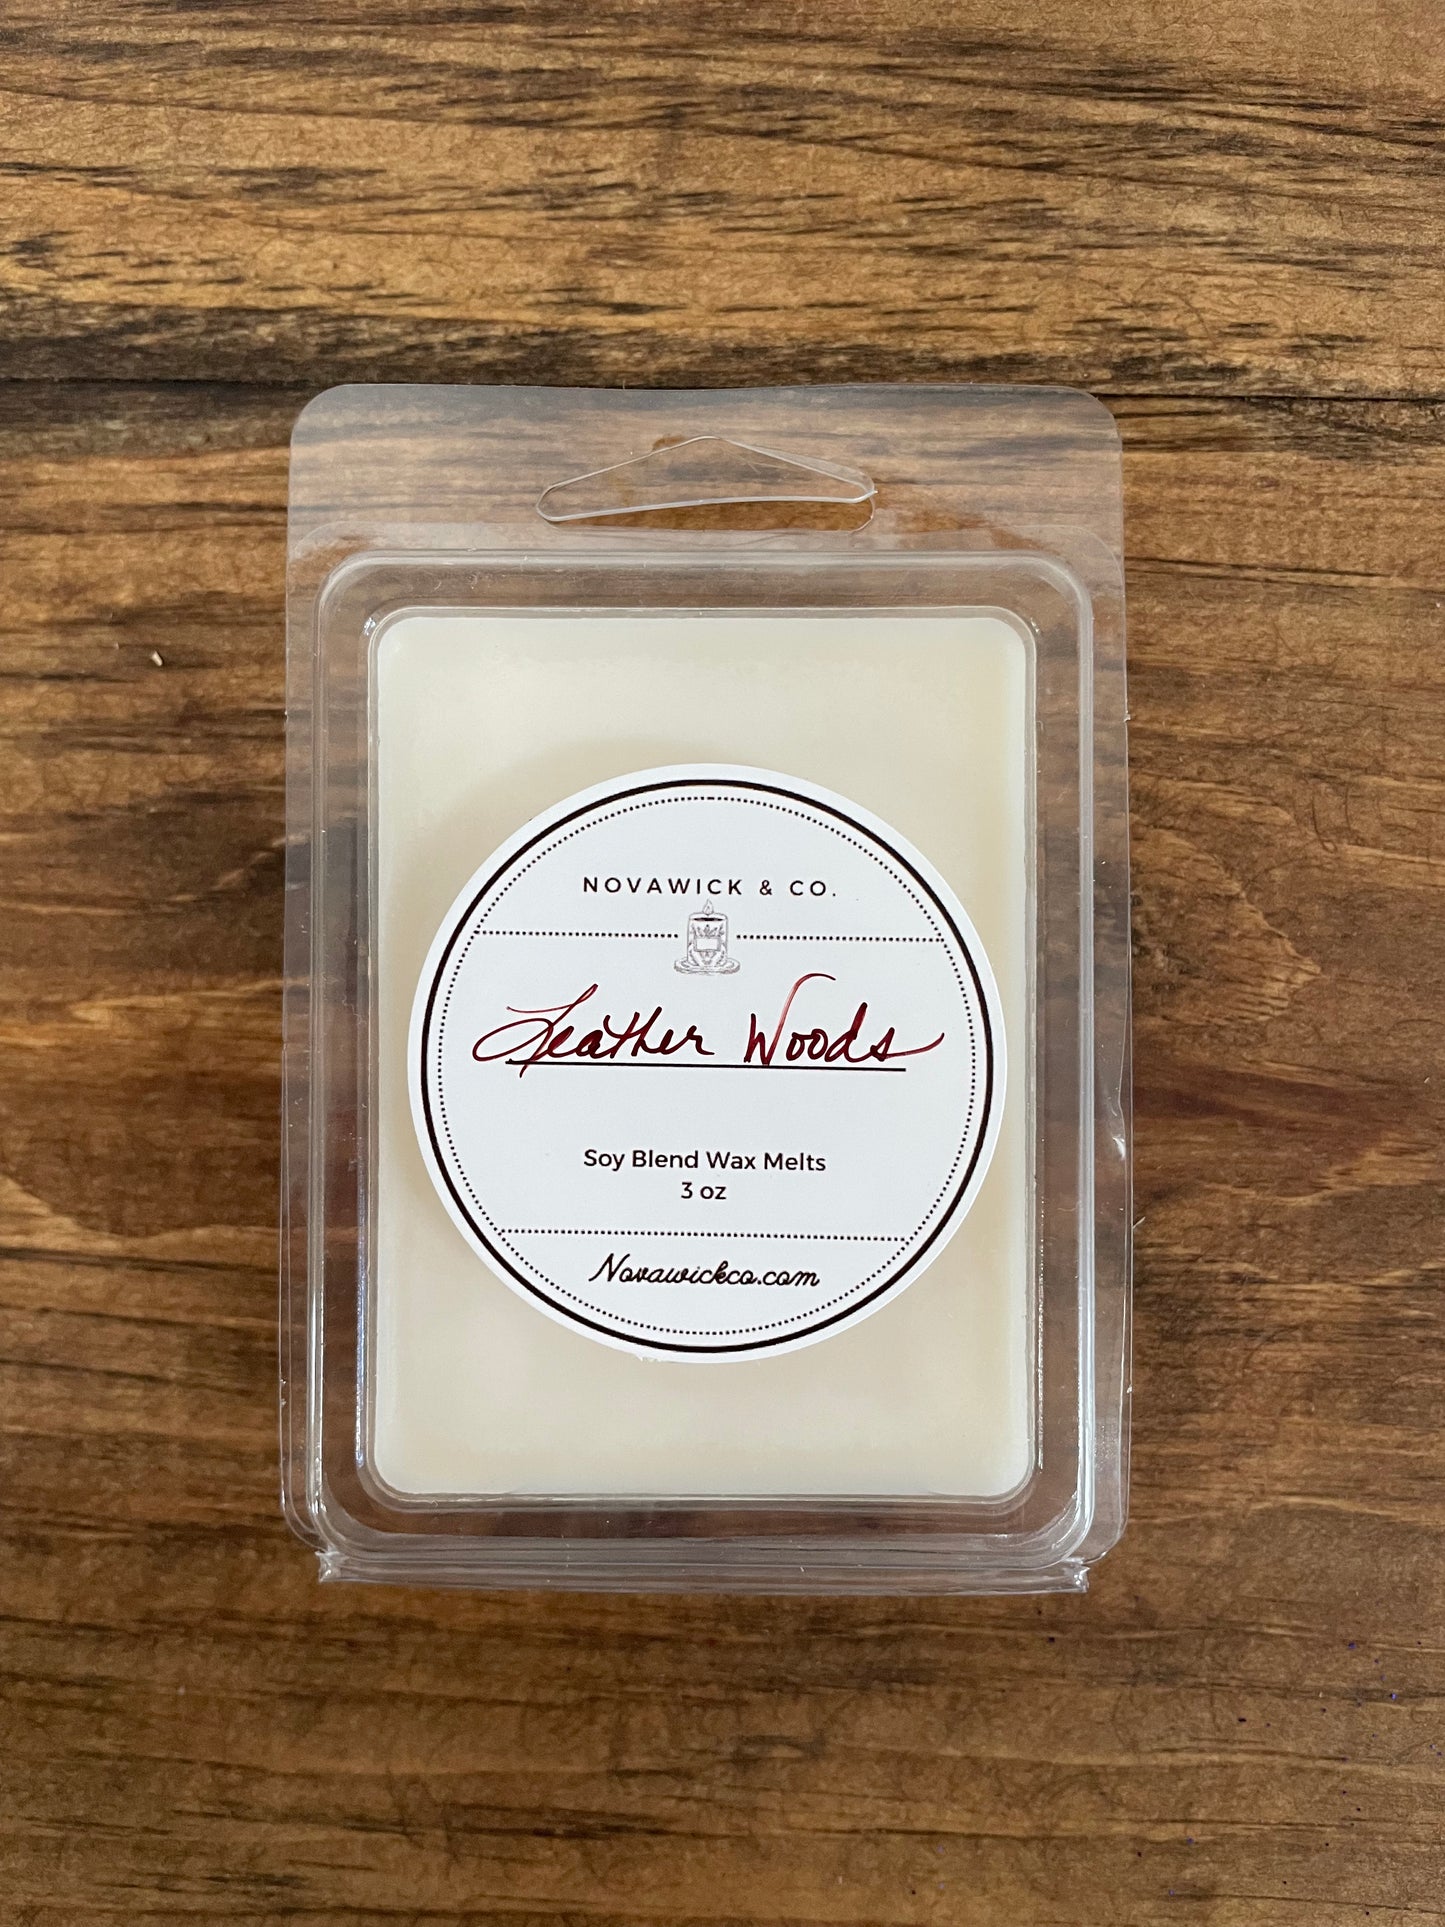 NOVAWICK & CO.
Leather Woods
Soy Blend Wax Melts
3 oz
Novawickco.com